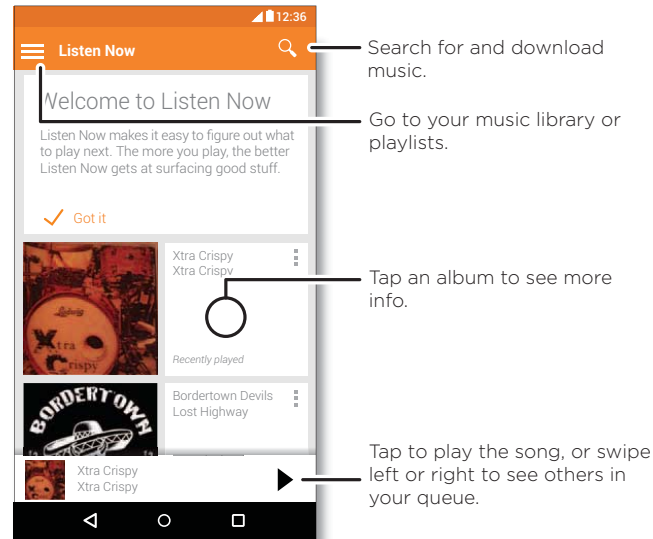 12:36
Listen Now
Search for and download
music.
Welcome to Listen Now
Go to your music library or
playlists.
Listen Now makes it easy to figure out what
to play next. The more you play, the better
Listen Now gets at surfacing good stuff.
Got it
Xtra Crispy
Xtra Crispy
Tap an album to see more
info.
Ludwig
Xtra
Crispy
Recently played
BORDERTOWN
Bordertown Devils
Lost Highway
Xtra Crispy
Xtra Crispy
Tap to play the song, or swipe
left or right to see others in
your queue.